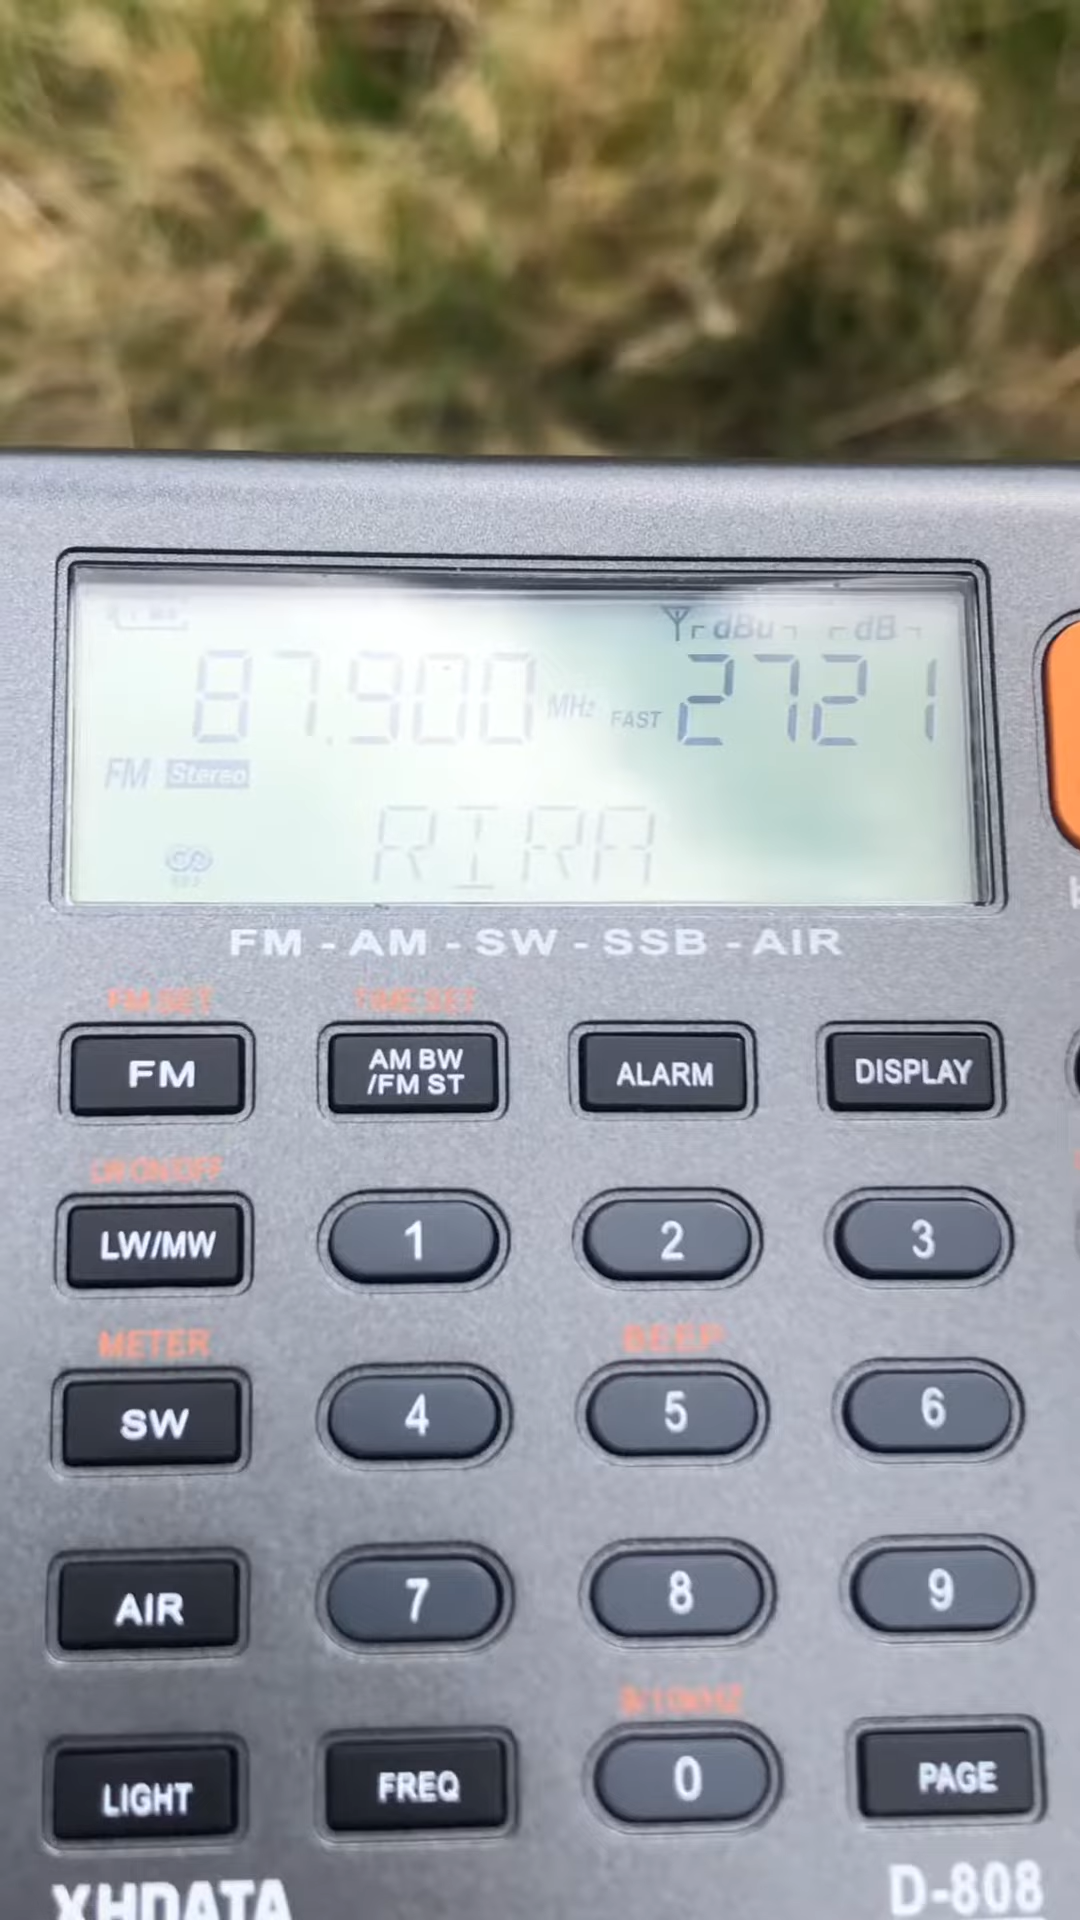 dBu dB
87.900 MHz FAST 27 21
FM Stereo
RIRA
FM - AM - SW - SSB - AIR
FM SET TIME SET
FM AM BW /FM ST ALARM DISPLAY
LW/MW 1 2 3
METER BEEP
SW 4 5 6
AIR 7 8 9
9/10KHZ
LIGHT FREQ 0 PAGE
XHDATA D-808